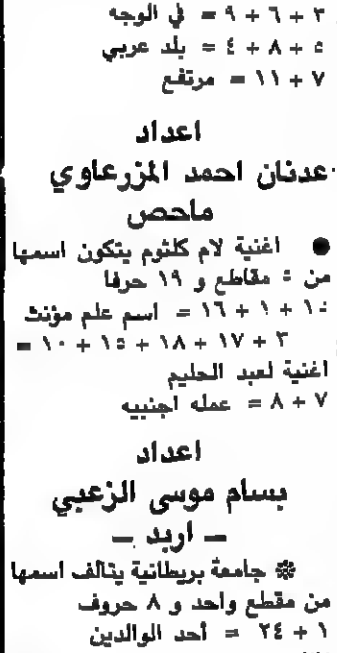 ٣ + ٦ + ٩ = في الوجه
٥ + ٨ + ٤ = بلد عربي
٧ + ١١ = مرتفع
اعداد
عدنان احمد المزرعاوي
ماحص
● اغنية لام كلثوم يتكون اسمها
من ٥ مقاطع و ١٩ حرفا
١٥ + ١ + ١٦ = اسم علم مؤنث
٣ + ١٧ + ١٨ + ١٥ + ١٠ =
اغنية لعبد الحليم
٧ + ٨ = عمله اجنبيه
اعداد
بسام موسى الزعبي
ــ اربد ــ
❊ جامعة بريطانية يتالف اسمها
من مقطع واحد و ٨ حروف
١ + ٢٤ = أحد الوالدين